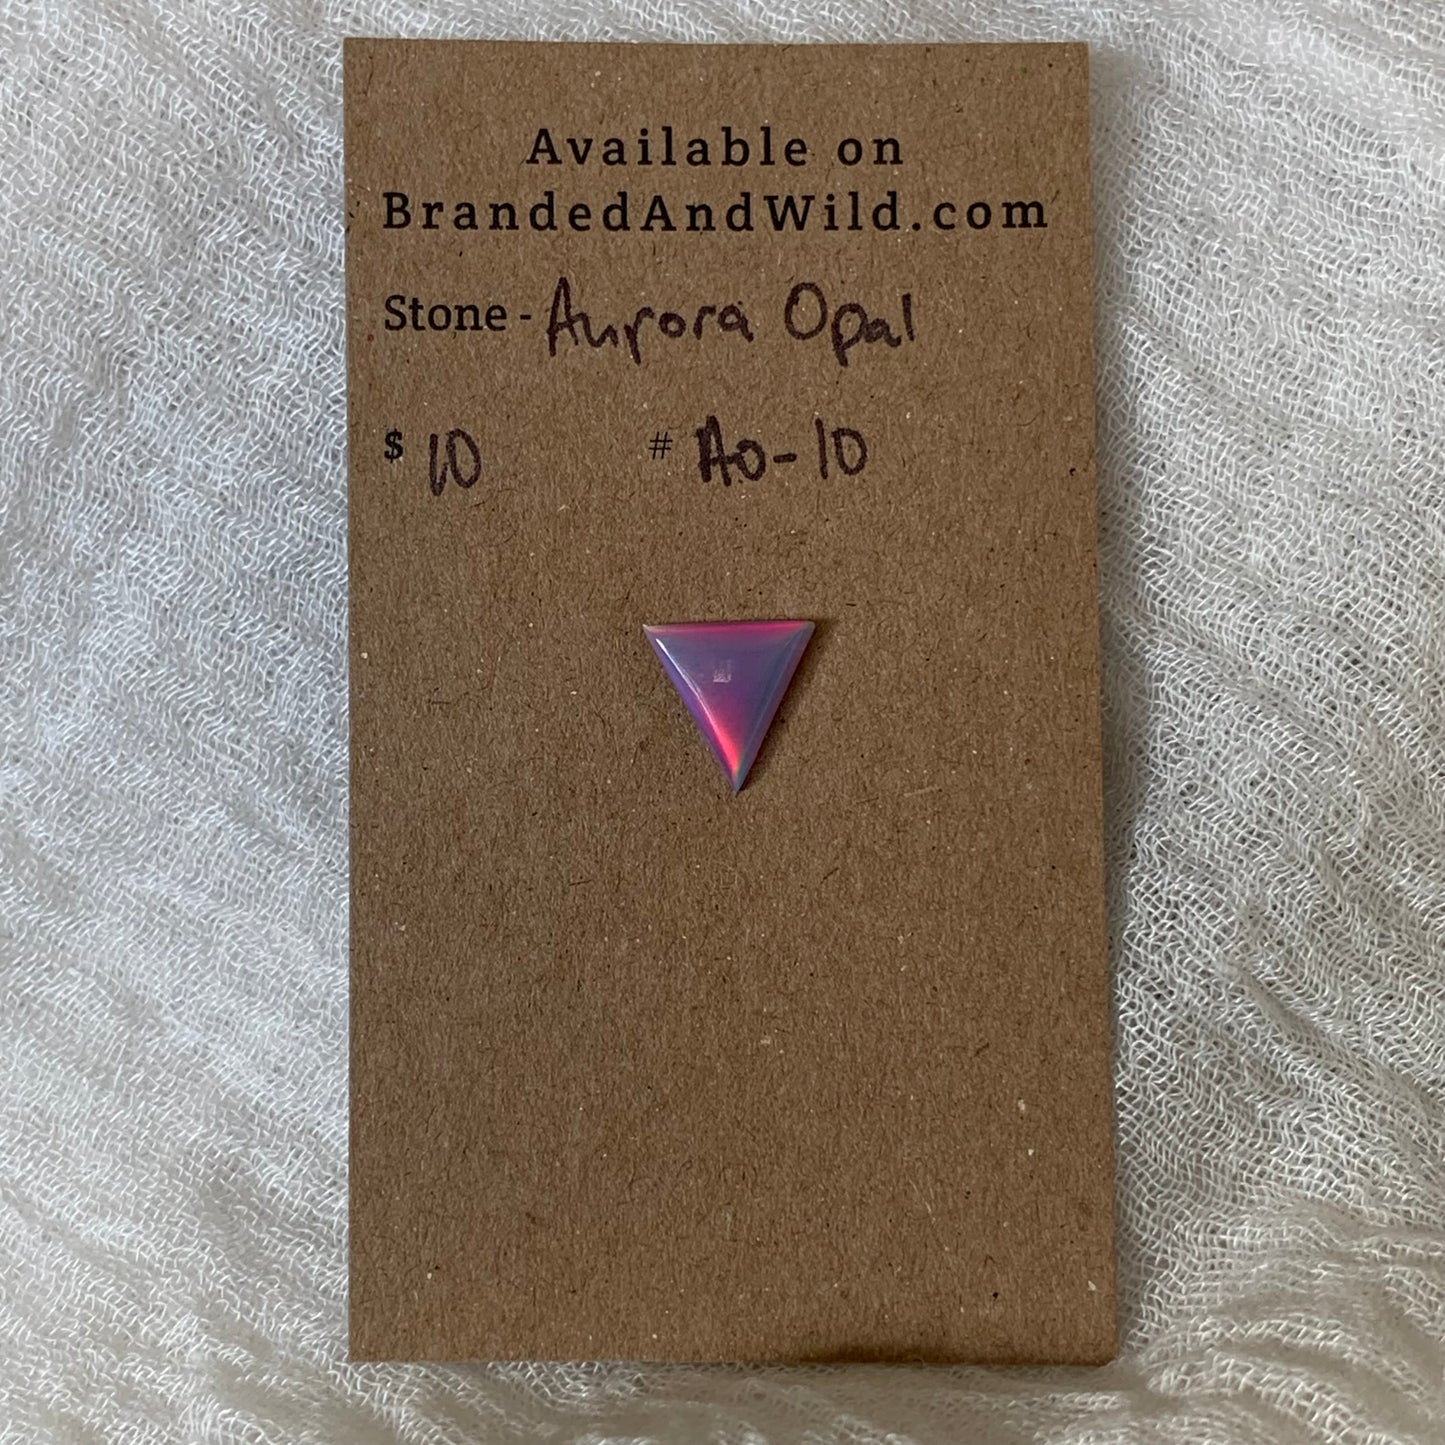 Available on
BrandedAndWild.com
Stone - Aurora Opal
$ 10 # AO-10